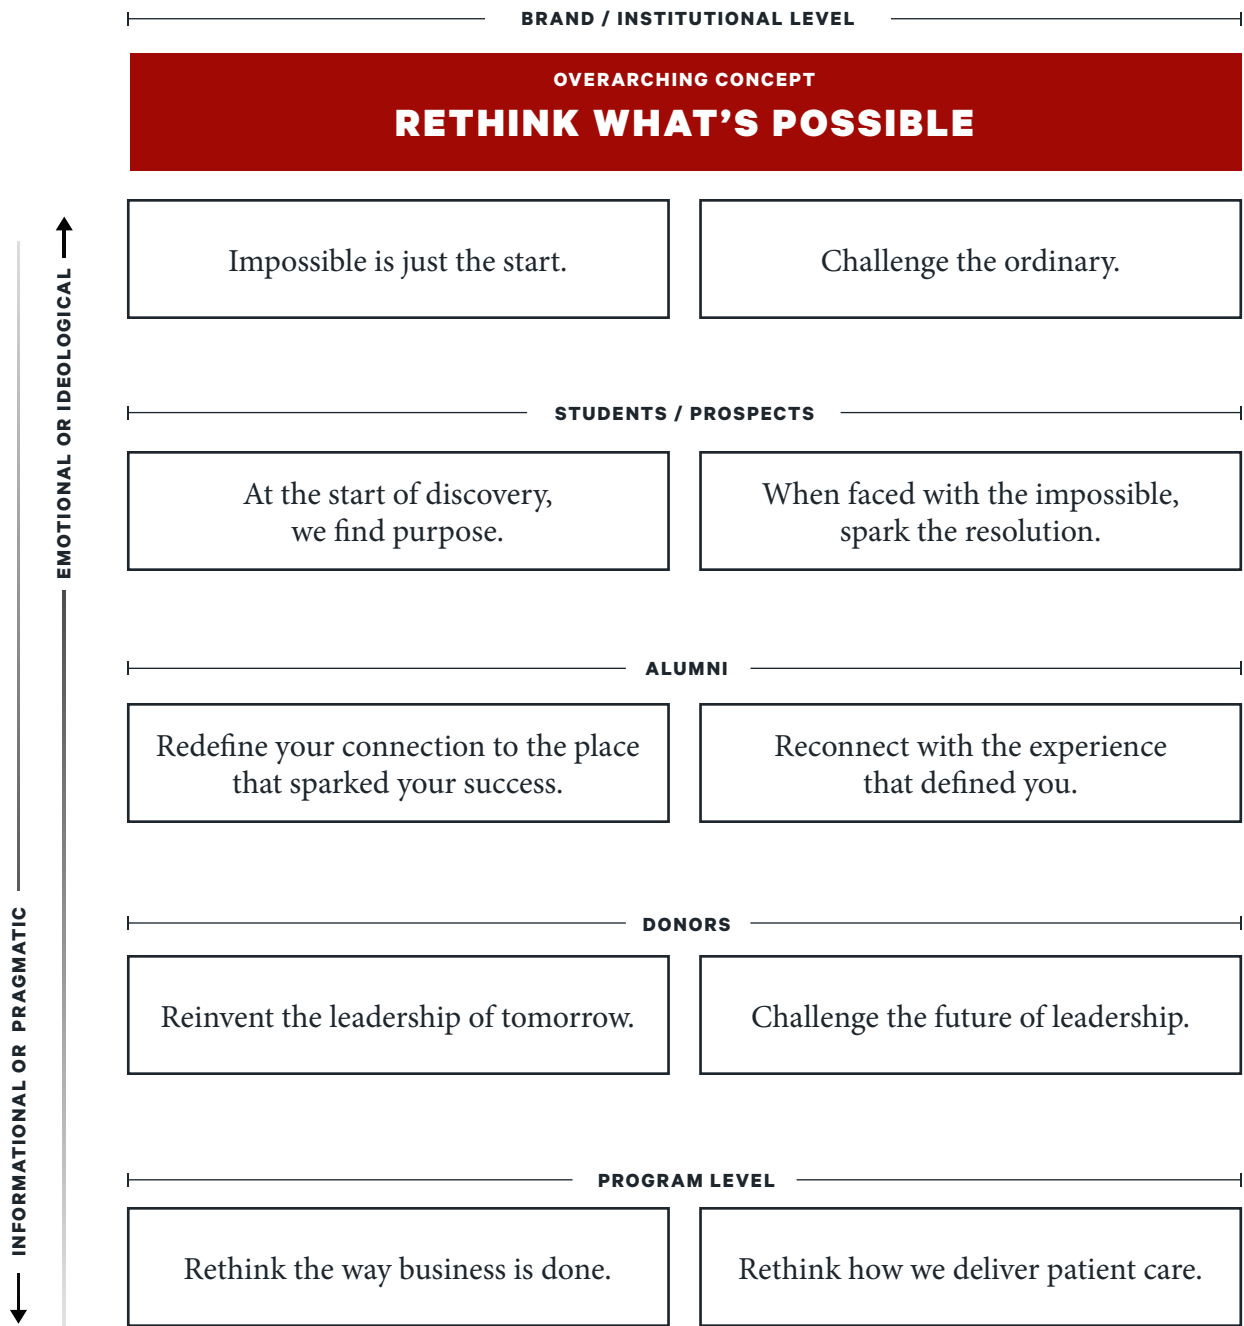 BRAND / INSTITUTIONAL LEVEL
OVERARCHING CONCEPT
RETHINK WHAT’S POSSIBLE
Impossible is just the start.
Challenge the ordinary.
EMOTIONAL OR IDEOLOGICAL
STUDENTS / PROSPECTS
At the start of discovery,
we find purpose.
When faced with the impossible,
spark the resolution.
ALUMNI
Redefine your connection to the place
that sparked your success.
Reconnect with the experience
that defined you.
DONORS
Reinvent the leadership of tomorrow.
Challenge the future of leadership.
INFORMATIONAL OR PRAGMATIC
PROGRAM LEVEL
Rethink the way business is done.
Rethink how we deliver patient care.